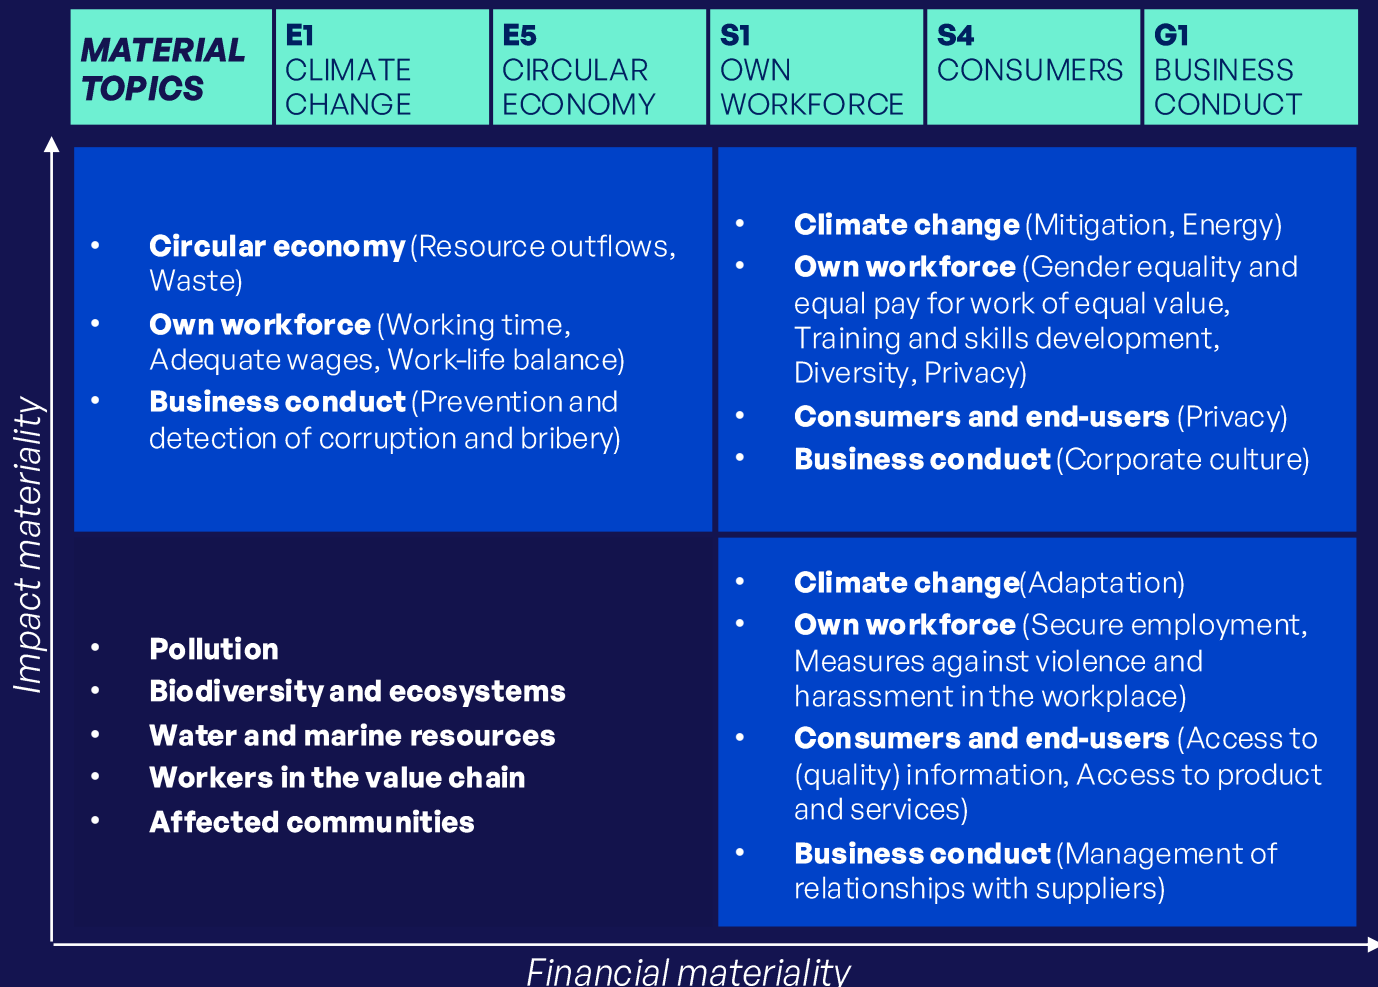 MATERIAL
TOPICS
E1
CLIMATE
CHANGE
E5
CIRCULAR
ECONOMY
S1
OWN
WORKFORCE
S4
CONSUMERS
G1
BUSINESS
CONDUCT
Impact materiality
• Circular economy (Resource outflows,
Waste)
• Own workforce (Working time,
Adequate wages, Work-life balance)
• Business conduct (Prevention and
detection of corruption and bribery)
• Climate change (Mitigation, Energy)
• Own workforce (Gender equality and
equal pay for work of equal value,
Training and skills development,
Diversity, Privacy)
• Consumers and end-users (Privacy)
• Business conduct (Corporate culture)
• Pollution
• Biodiversity and ecosystems
• Water and marine resources
• Workers in the value chain
• Affected communities
• Climate change(Adaptation)
• Own workforce (Secure employment,
Measures against violence and
harassment in the workplace)
• Consumers and end-users (Access to
(quality) information, Access to product
and services)
• Business conduct (Management of
relationships with suppliers)
Financial materiality